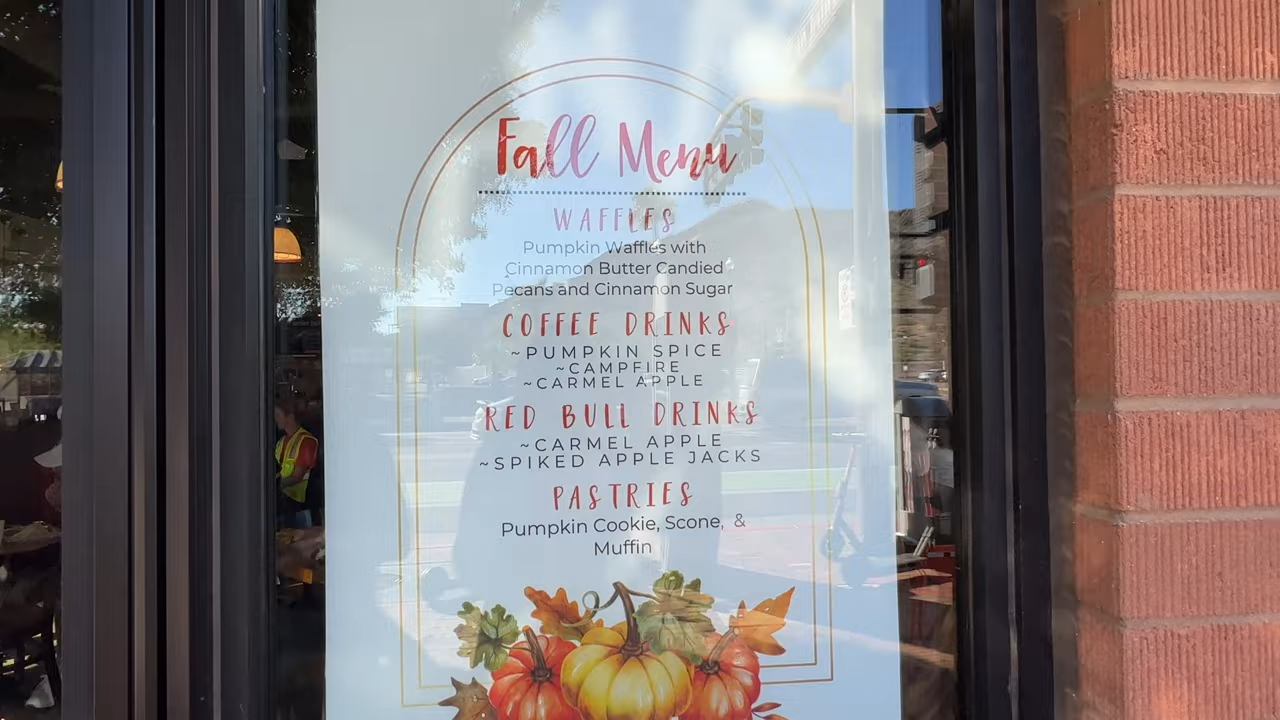 Fall Menu
WAFFLES
Pumpkin Waffles with
Cinnamon Butter Candied
Pecans and Cinnamon Sugar
COFFEE DRINKS
~PUMPKIN SPICE
~CAMPFIRE
~CARMEL APPLE
RED BULL DRINKS
~CARMEL APPLE
~SPIKED APPLE JACKS
PASTRIES
Pumpkin Cookie, Scone, &
Muffin